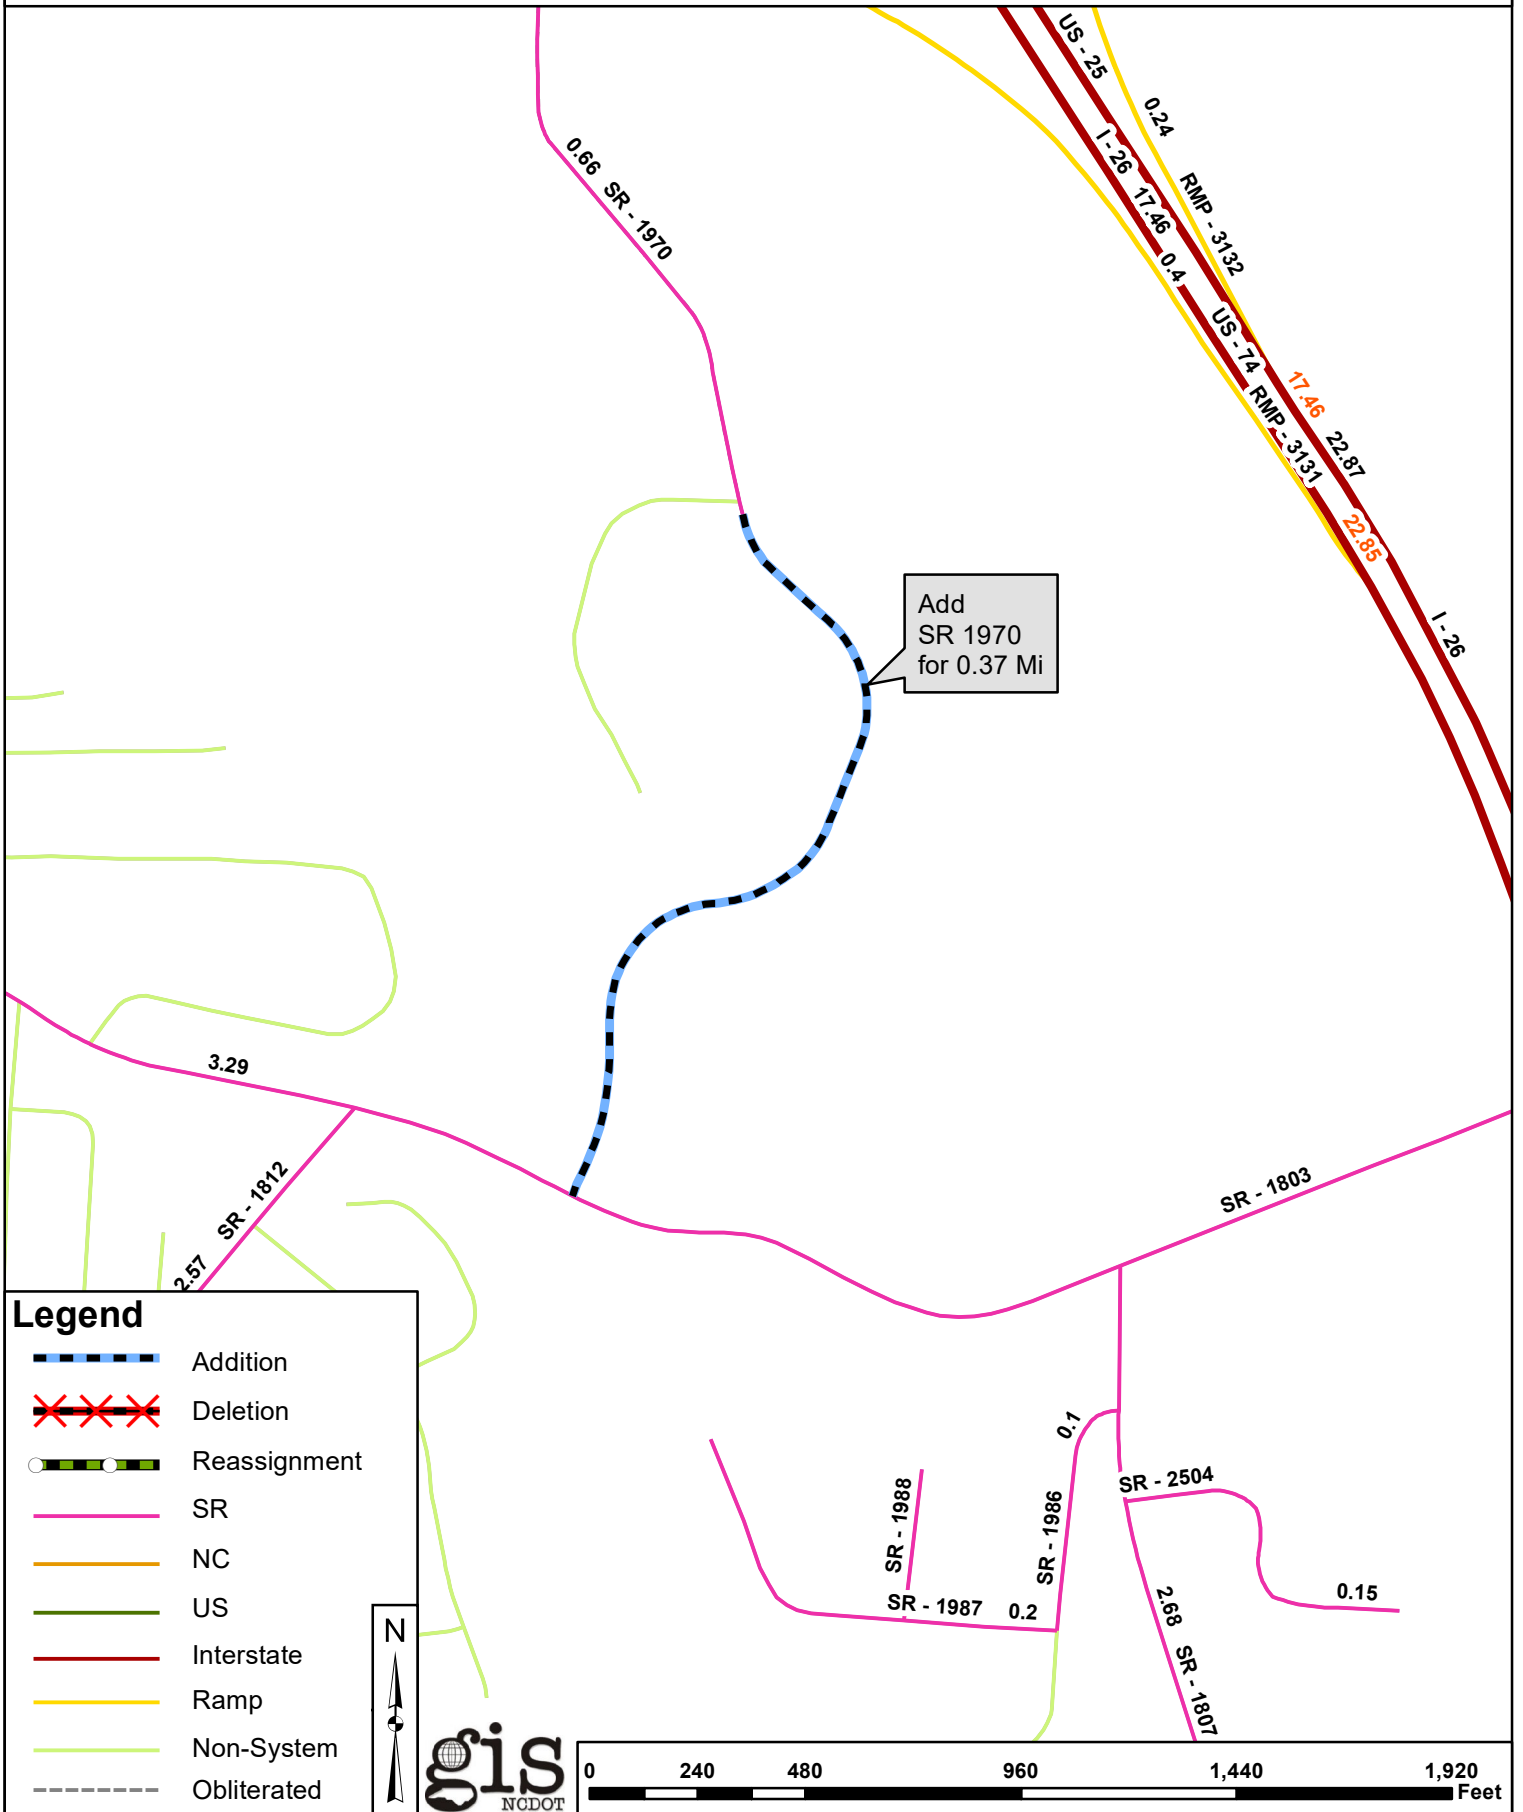 US - 25
0.24
0.66 SR - 1970
I - 26
17.46
RMP - 3132
0.4
US - 74
17.46
RMP - 3131
22.87
22.85
Add
SR 1970
for 0.37 Mi
I - 26
3.29
SR - 1812
2.57
SR - 1803
0.1
SR - 2504
SR - 1988
SR - 1986
SR - 1987 0.2
0.15
2.68 SR - 1807
Legend
Addition
Deletion
Reassignment
SR
NC
US
Interstate
Ramp
Non-System
Obliterated
N
gis
NCDOT
0 240 480 960 1,440 1,920
Feet